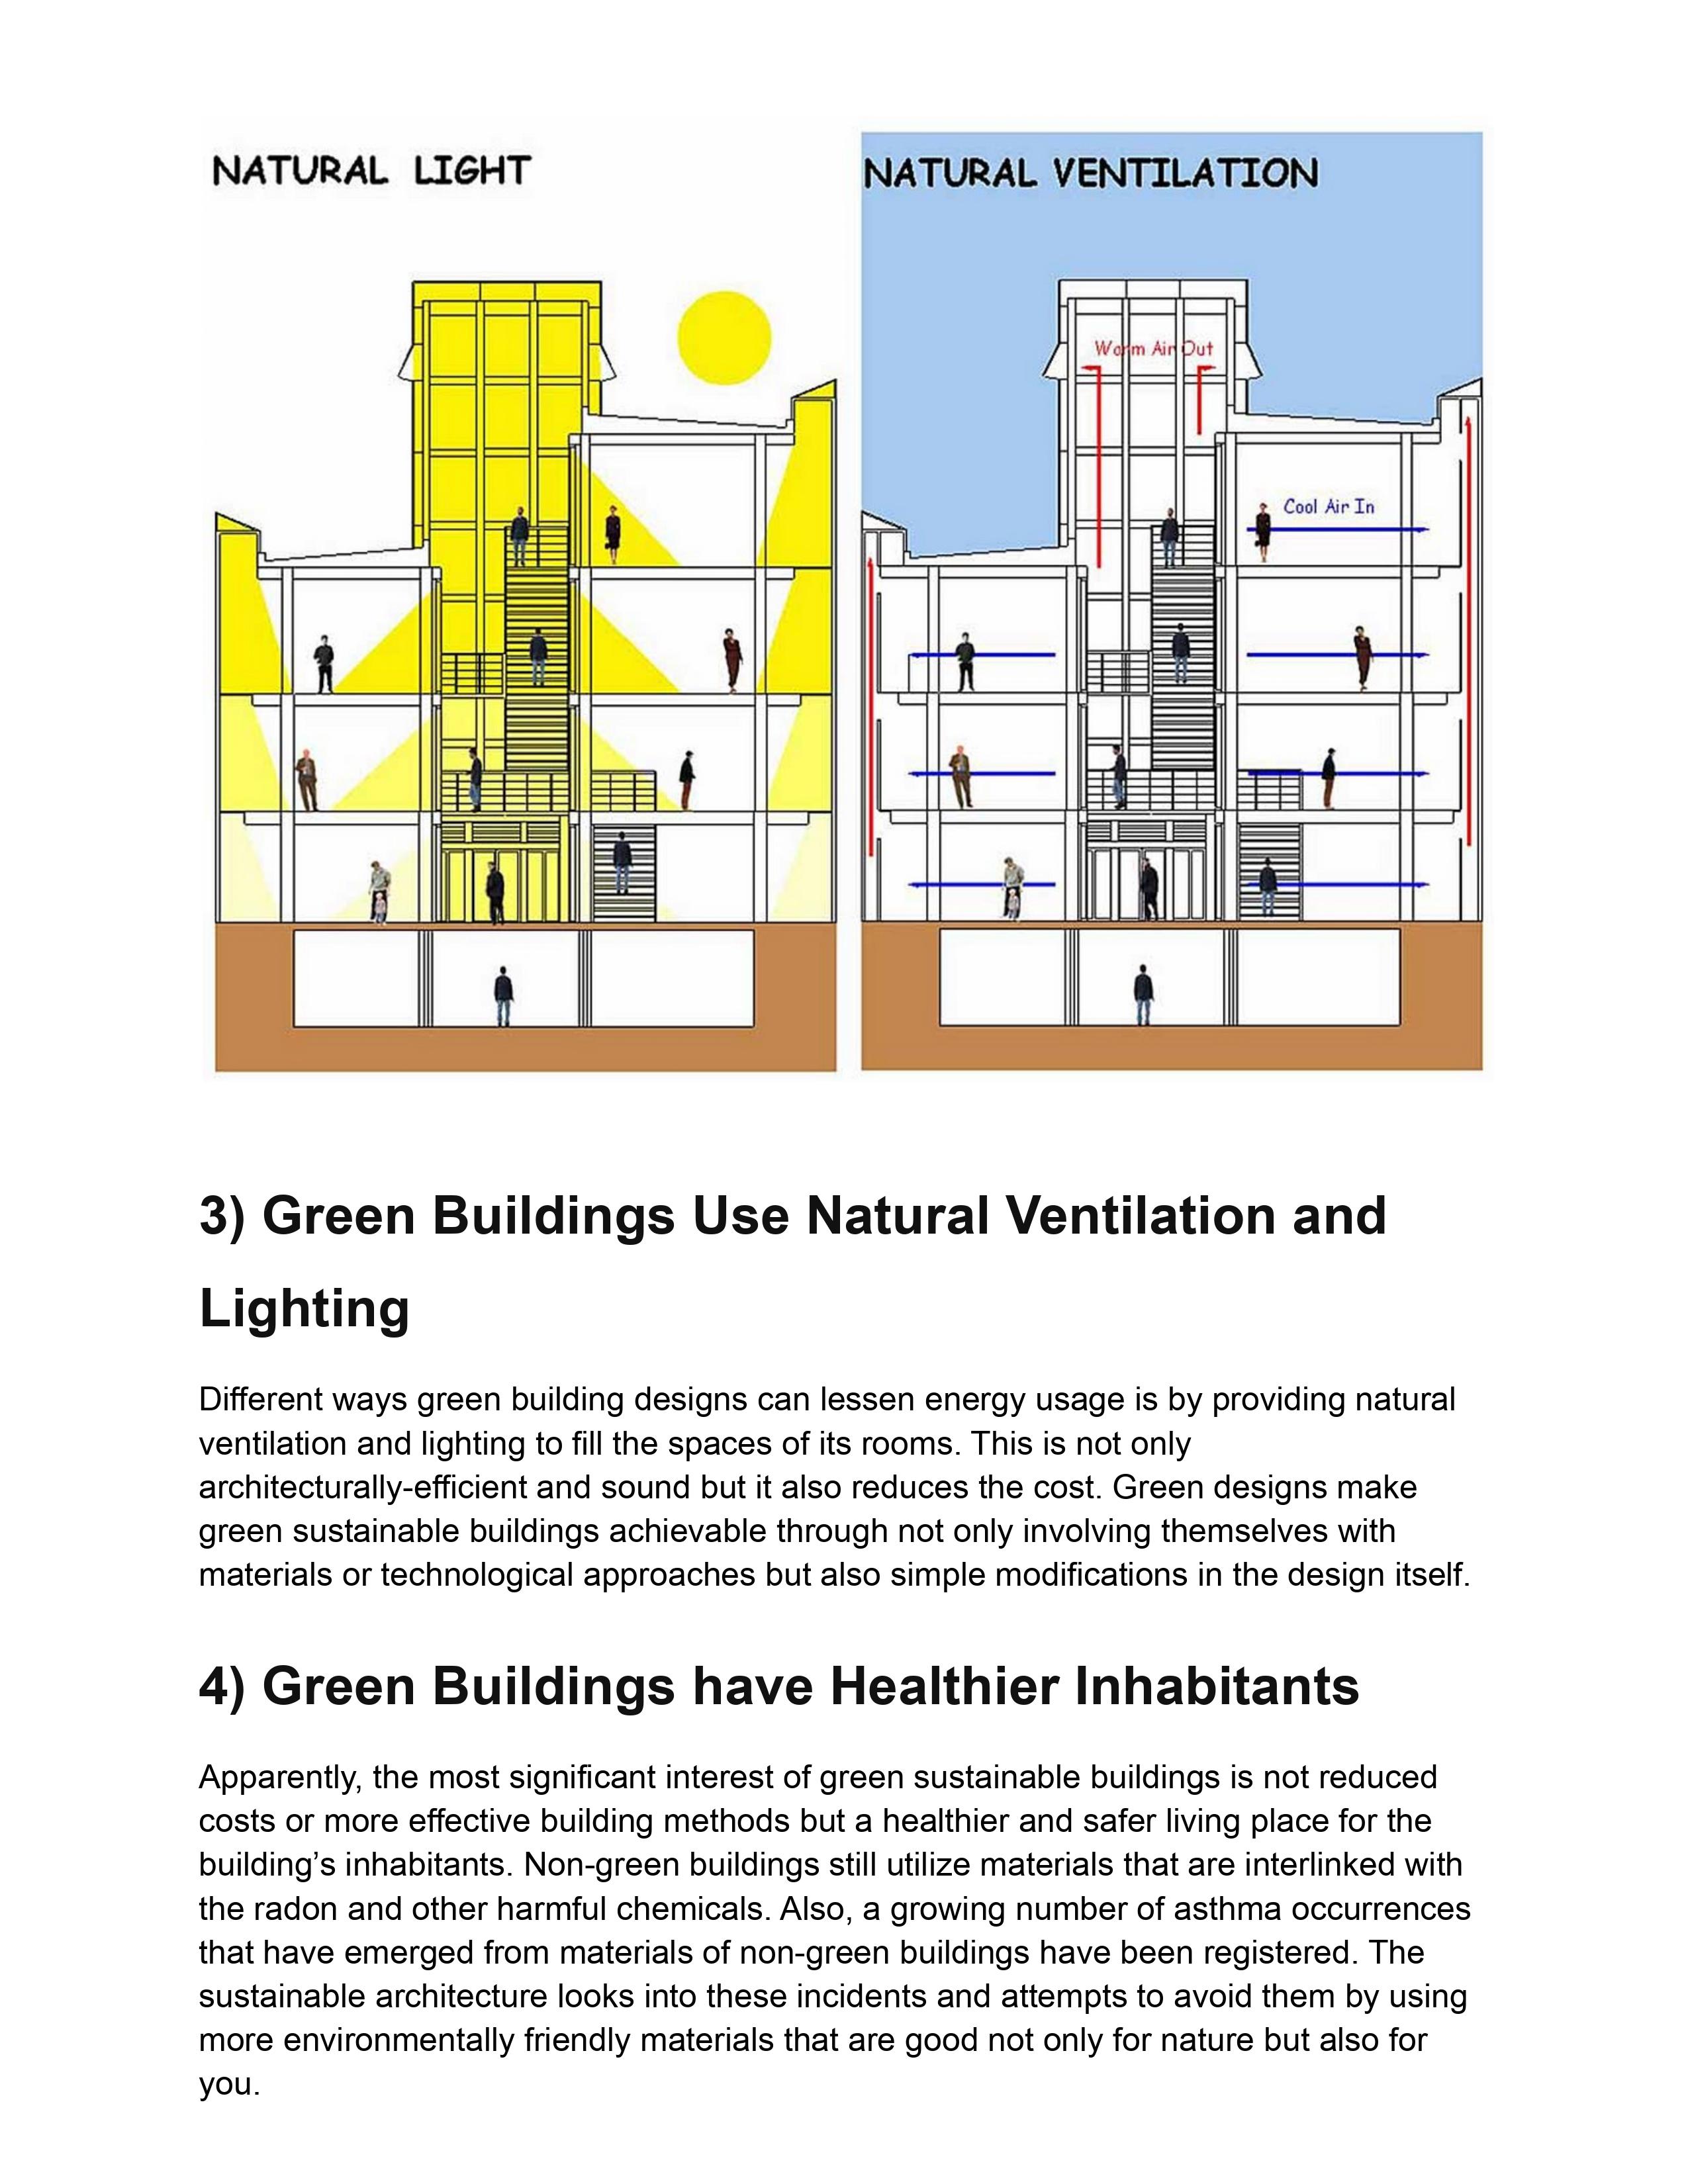 NATURAL LIGHT
NATURAL VENTILATION
Warm Air Out
Cool Air In
3) Green Buildings Use Natural Ventilation and
Lighting
Different ways green building designs can lessen energy usage is by providing natural
ventilation and lighting to fill the spaces of its rooms. This is not only
architecturally-efficient and sound but it also reduces the cost. Green designs make
green sustainable buildings achievable through not only involving themselves with
materials or technological approaches but also simple modifications in the design itself.
4) Green Buildings have Healthier Inhabitants
Apparently, the most significant interest of green sustainable buildings is not reduced
costs or more effective building methods but a healthier and safer living place for the
building’s inhabitants. Non-green buildings still utilize materials that are interlinked with
the radon and other harmful chemicals. Also, a growing number of asthma occurrences
that have emerged from materials of non-green buildings have been registered. The
sustainable architecture looks into these incidents and attempts to avoid them by using
more environmentally friendly materials that are good not only for nature but also for
you.